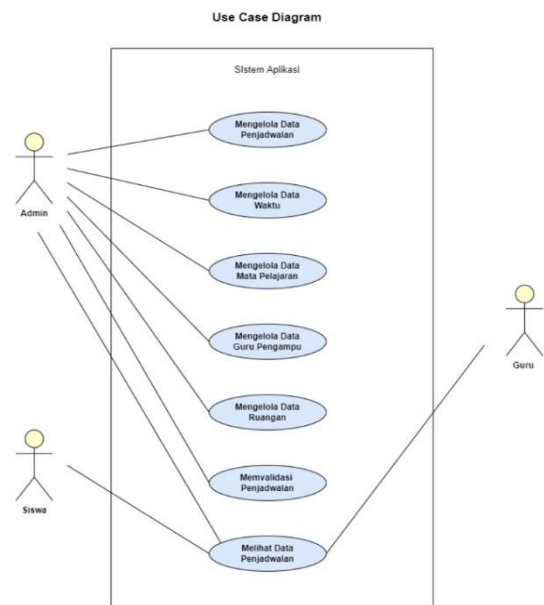 Use Case Diagram
SIstem Aplikasi
Mengelola Data
Penjadwalan
Admin
Mengelola Data
Waktu
Mengelola Data
Mata Pelajaran
Mengelola Data
Guru Pengampu
Guru
Mengelola Data
Ruangan
Siswa
Memvalidasi
Penjadwalan
Melihat Data
Penjadwalan